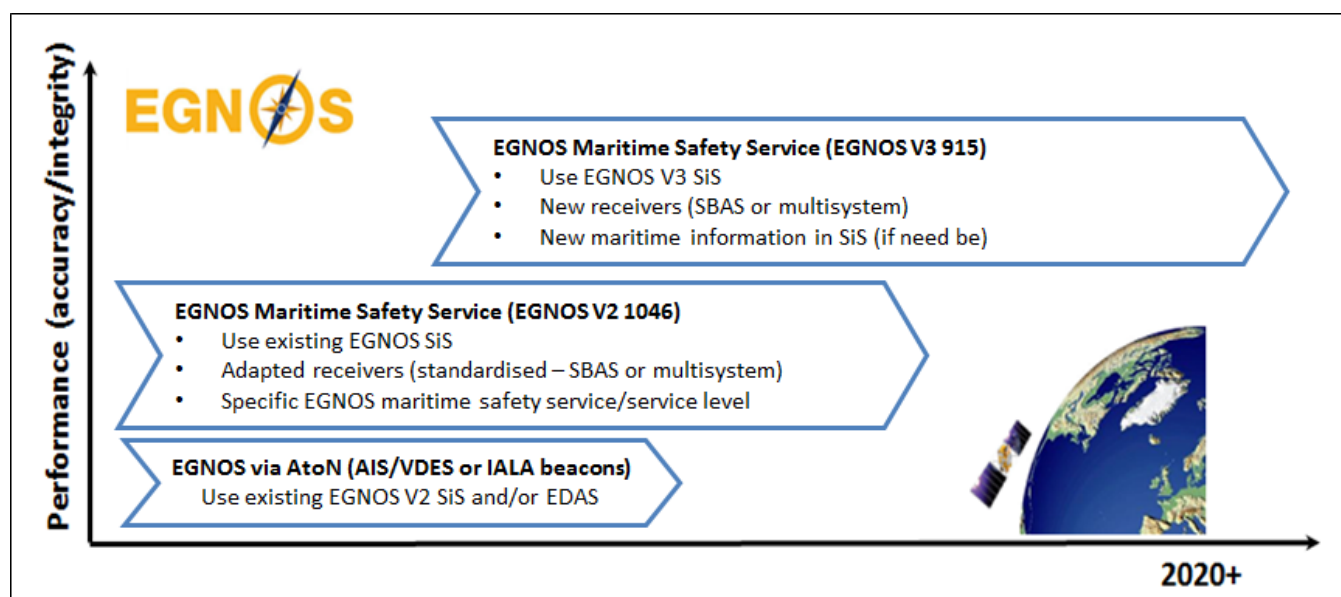 Performance (accuracy/integrity)
EGNOS
EGNOS Maritime Safety Service (EGNOS V3 915)
• Use EGNOS V3 SiS
• New receivers (SBAS or multisystem)
• New maritime information in SiS (if need be)
EGNOS Maritime Safety Service (EGNOS V2 1046)
• Use existing EGNOS SiS
• Adapted receivers (standardised – SBAS or multisystem)
• Specific EGNOS maritime safety service/service level
EGNOS via AtoN (AIS/VDES or IALA beacons)
Use existing EGNOS V2 SiS and/or EDAS
2020+